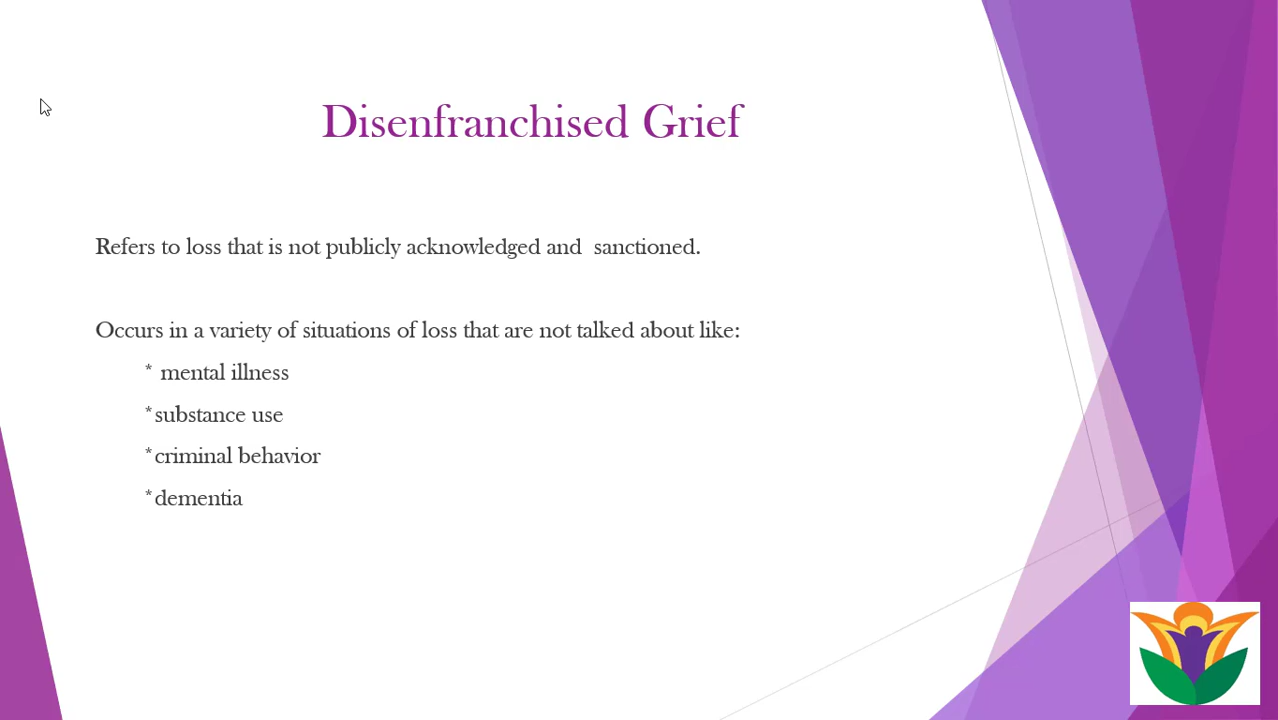 Disenfranchised Grief
Refers to loss that is not publicly acknowledged and  sanctioned.
Occurs in a variety of situations of loss that are not talked about like:
* mental illness
*substance use
*criminal behavior
*dementia